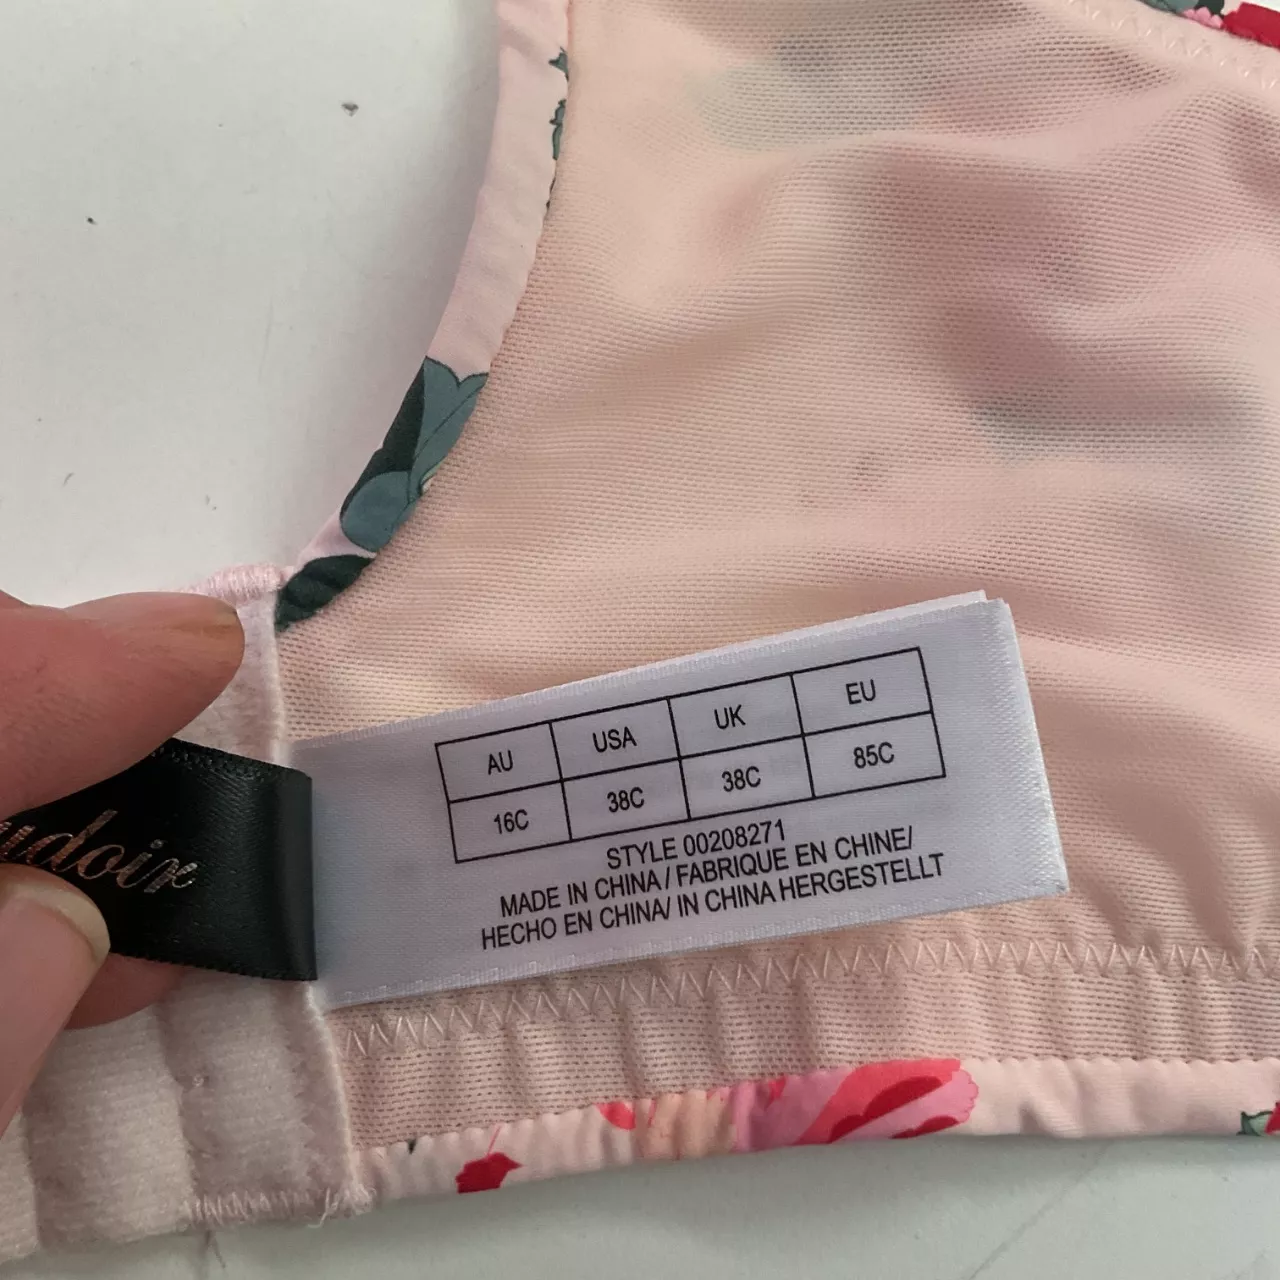 AU USA UK EU
16C 38C 38C 85C
STYLE 00208271
MADE IN CHINA / FABRIQUE EN CHINE/
HECHO EN CHINA/ IN CHINA HERGESTELLT